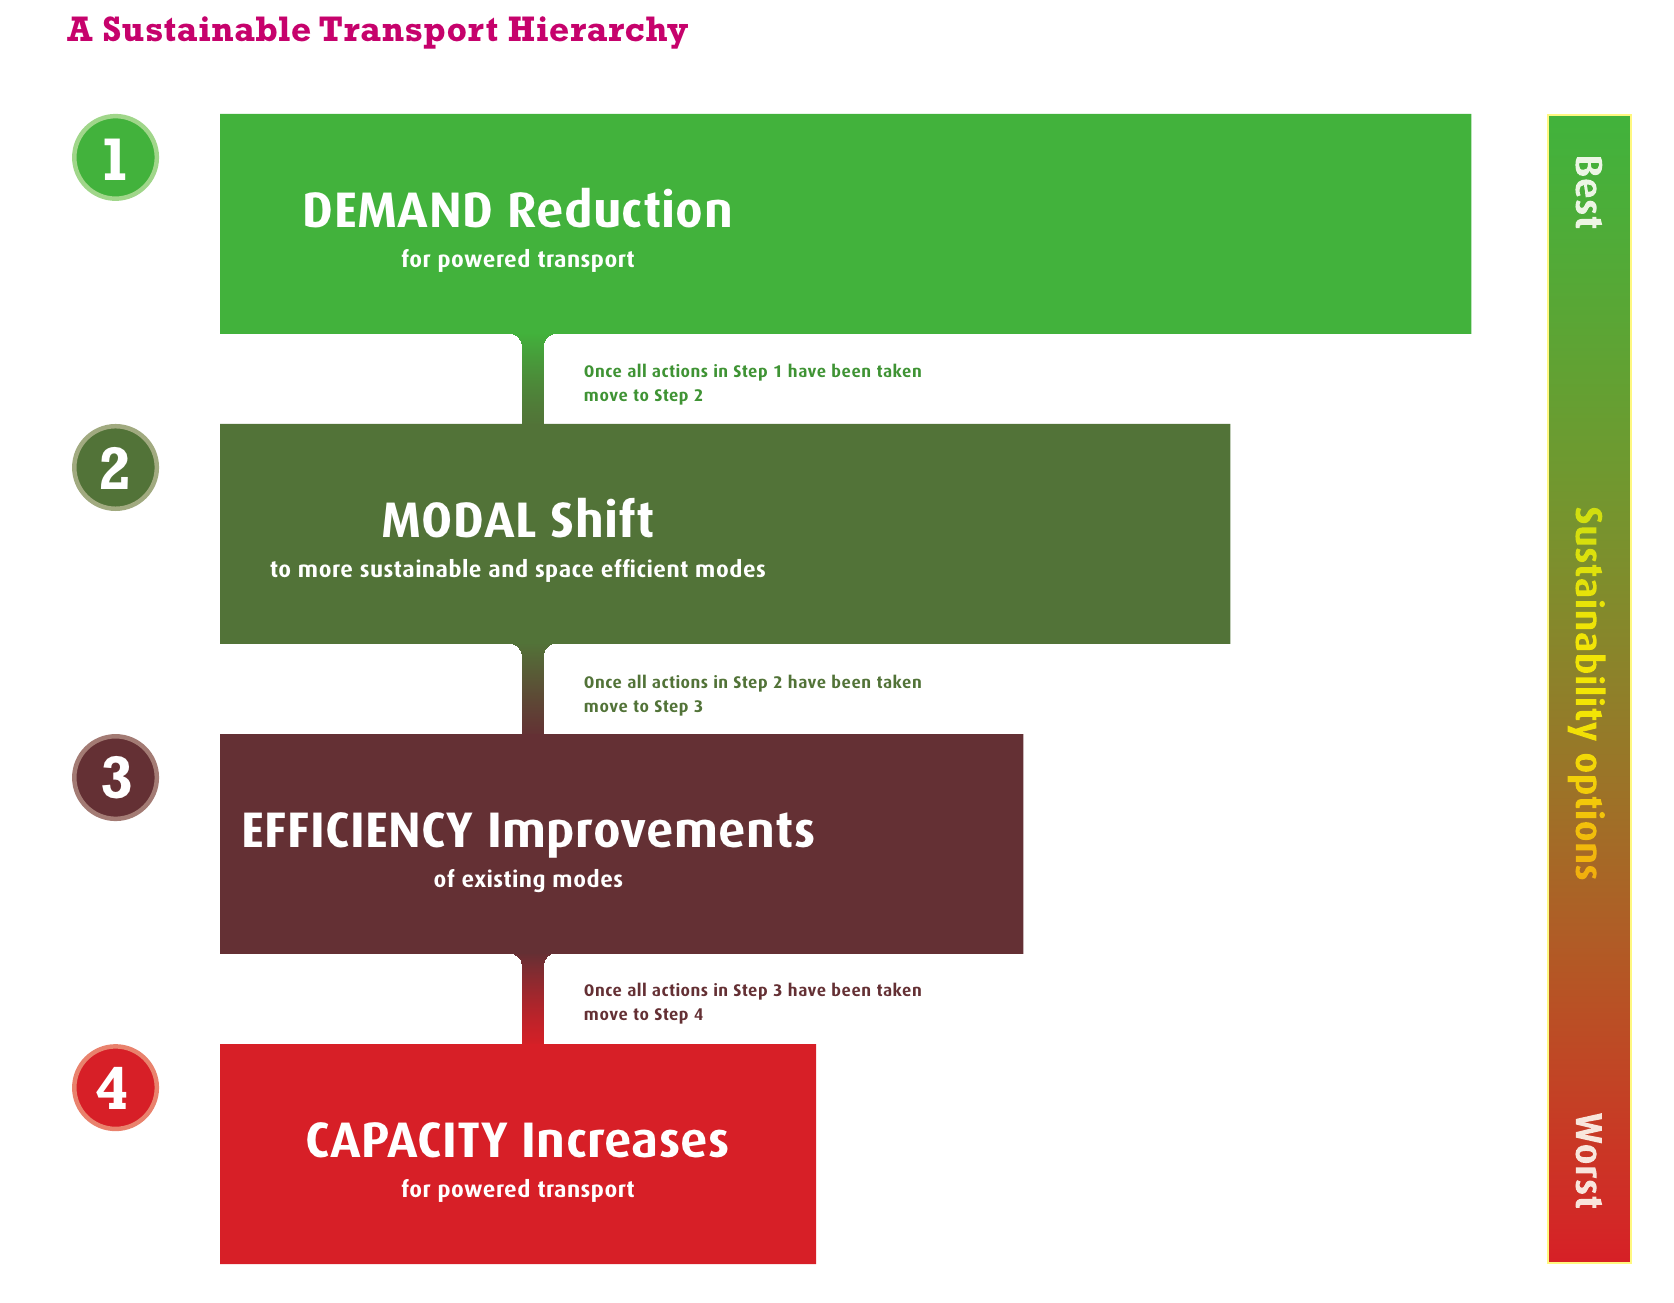 A Sustainable Transport Hierarchy
1
DEMAND Reduction
for powered transport
Once all actions in Step 1 have been taken
move to Step 2
2
MODAL Shift
to more sustainable and space efficient modes
Once all actions in Step 2 have been taken
move to Step 3
3
EFFICIENCY Improvements
of existing modes
Once all actions in Step 3 have been taken
move to Step 4
4
CAPACITY Increases
for powered transport
Best
Sustainability options
Worst